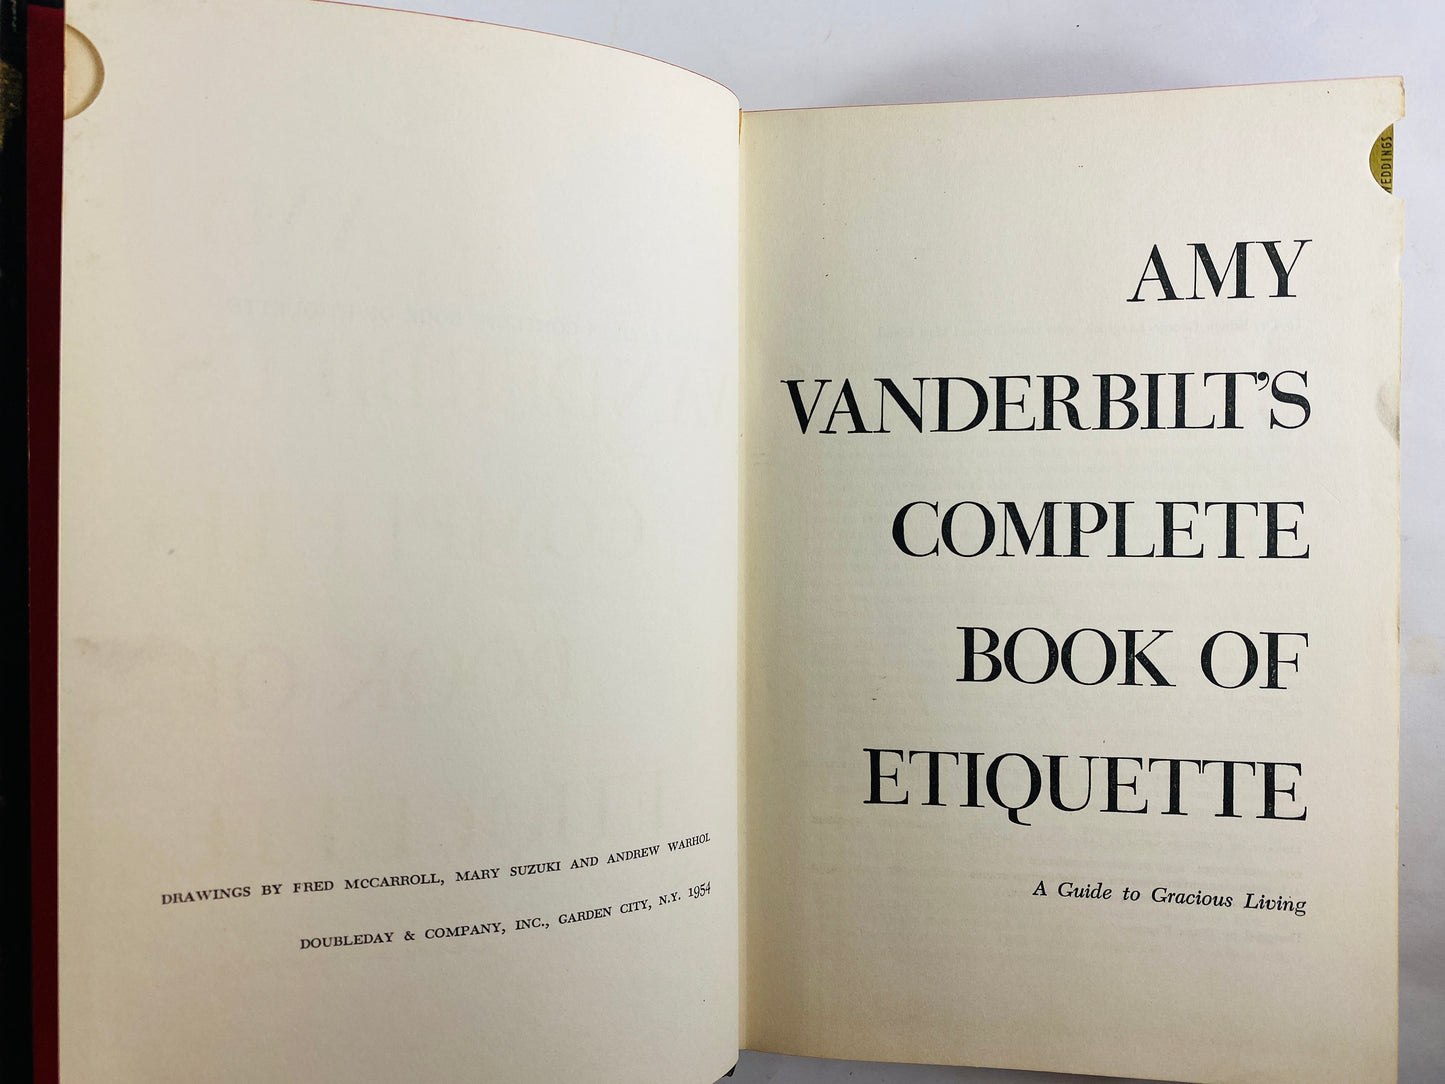 DRAWINGS BY FRED McCARROLL, MARY SUZUKI AND ANDREW WARHOL
DOUBLEDAY & COMPANY, INC., GARDEN CITY, N.Y. 1954
AMY
VANDERBILT'S
COMPLETE
BOOK OF
ETIQUETTE
A Guide to Gracious Living